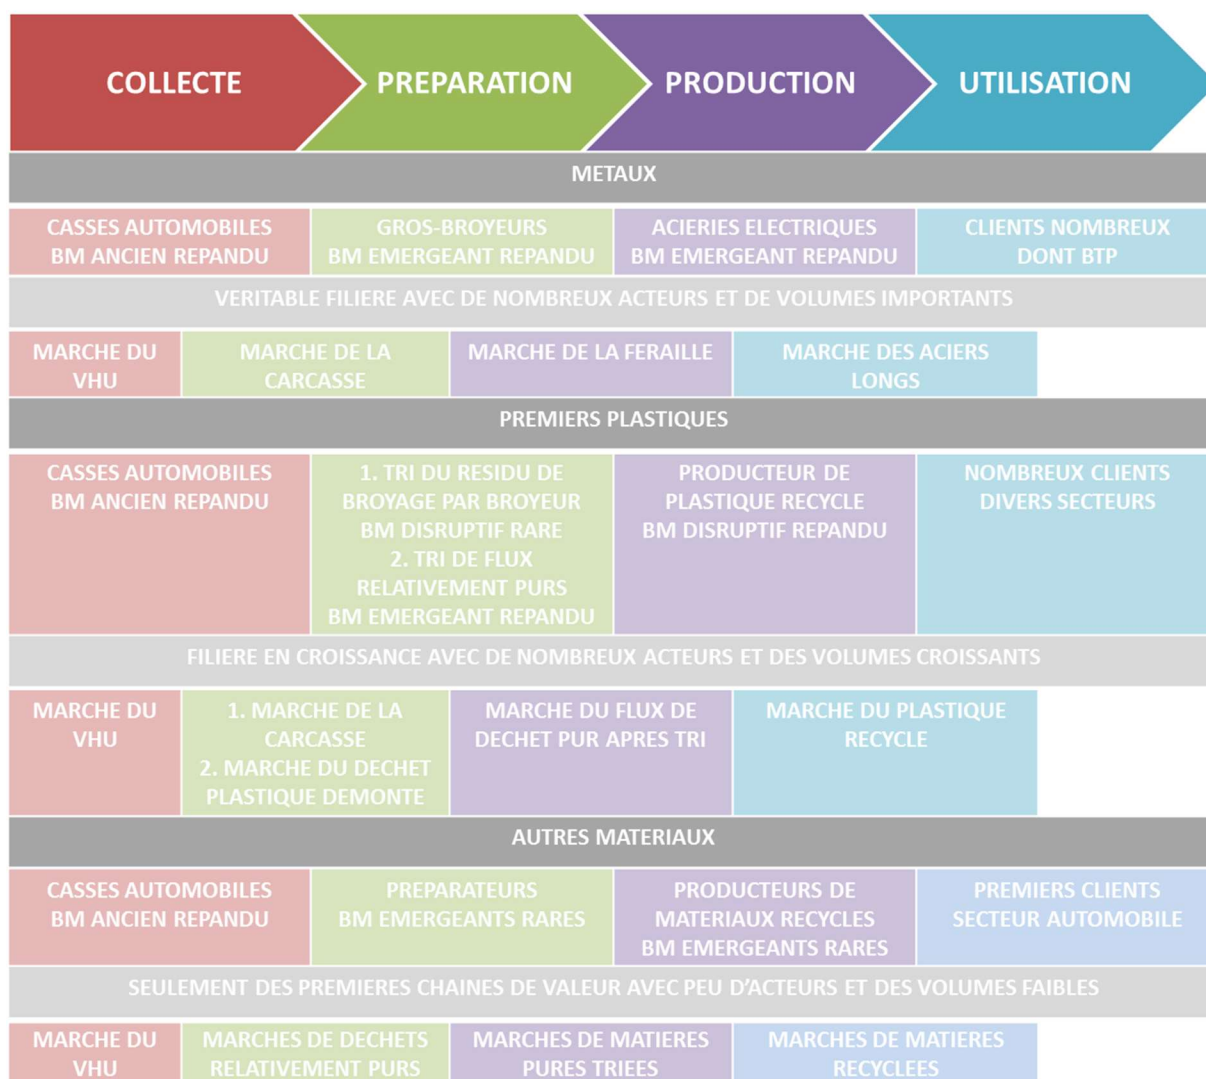 COLLECTE
PREPARATION
PRODUCTION
UTILISATION
METAUX
CASSES AUTOMOBILES
BM ANCIEN REPANDU
GROS-BROYEURS
BM EMERGEANT REPANDU
ACIERIES ELECTRIQUES
BM EMERGEANT REPANDU
CLIENTS NOMBREUX
DONT BTP
VERITABLE FILIERE AVEC DE NOMBREUX ACTEURS ET DE VOLUMES IMPORTANTS
MARCHE DU
VHU
MARCHE DE LA
CARCASSE
MARCHE DE LA FERAILLE
MARCHE DES ACIERS
LONGS
PREMIERS PLASTIQUES
CASSES AUTOMOBILES
BM ANCIEN REPANDU
1. TRI DU RESIDU DE
BROYAGE PAR BROYEUR
BM DISRUPTIF RARE
2. TRI DE FLUX
RELATIVEMENT PURS
BM EMERGEANT REPANDU
PRODUCTEUR DE
PLASTIQUE RECYCLE
BM DISRUPTIF REPANDU
NOMBREUX CLIENTS
DIVERS SECTEURS
FILIERE EN CROISSANCE AVEC DE NOMBREUX ACTEURS ET DES VOLUMES CROISSANTS
MARCHE DU
VHU
1. MARCHE DE LA
CARCASSE
2. MARCHE DU DECHET
PLASTIQUE DEMONTE
MARCHE DU FLUX DE
DECHET PUR APRES TRI
MARCHE DU PLASTIQUE
RECYCLE
AUTRES MATERIAUX
CASSES AUTOMOBILES
BM ANCIEN REPANDU
PREPARATEURS
BM EMERGEANTS RARES
PRODUCTEURS DE
MATERIAUX RECYCLES
BM EMERGEANTS RARES
PREMIERS CLIENTS
SECTEUR AUTOMOBILE
SEULEMENT DES PREMIERES CHAINES DE VALEUR AVEC PEU D'ACTEURS ET DES VOLUMES FAIBLES
MARCHE DU
VHU
MARCHES DE DECHETS
RELATIVEMENT PURS
MARCHES DE MATIERES
PURES TRIEES
MARCHES DE MATIERES
RECYCLEES